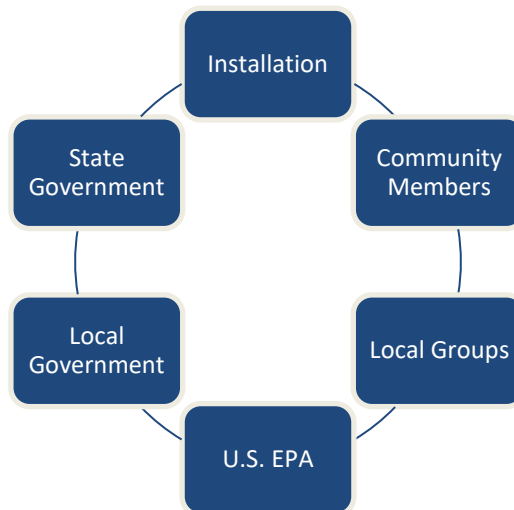 Installation
State
Government
Community
Members
Local
Government
Local Groups
U.S. EPA